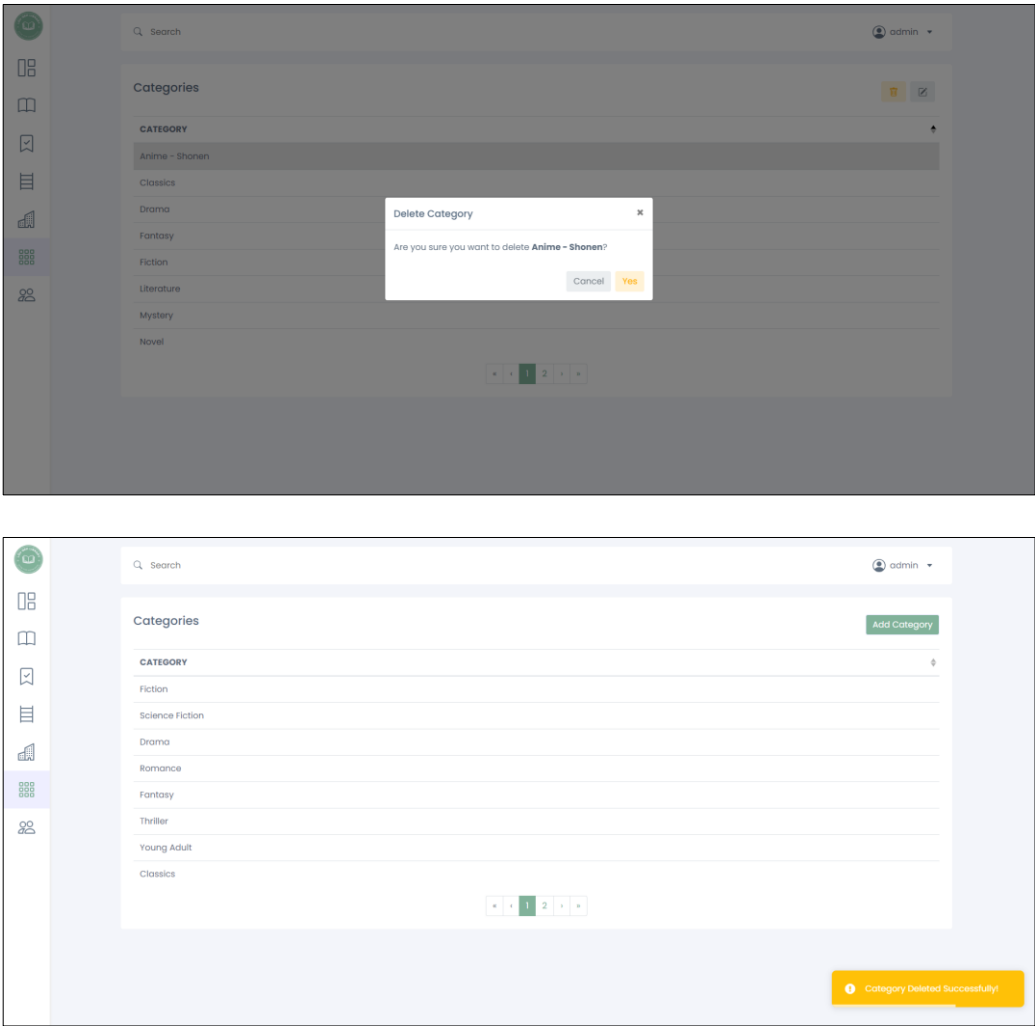 Search
admin
Categories
CATEGORY
Anime - Shonen
Classics
Drama
Delete Category
Fantasy
Are you sure you want to delete Anime - Shonen?
Fiction
Cancel Yes
Literature
Mystery
Novel
« ‹ 1 2 › »
Search
admin
Categories
Add Category
CATEGORY
Fiction
Science Fiction
Drama
Romance
Fantasy
Thriller
Young Adult
Classics
« ‹ 1 2 › »
Category Deleted Successfully!